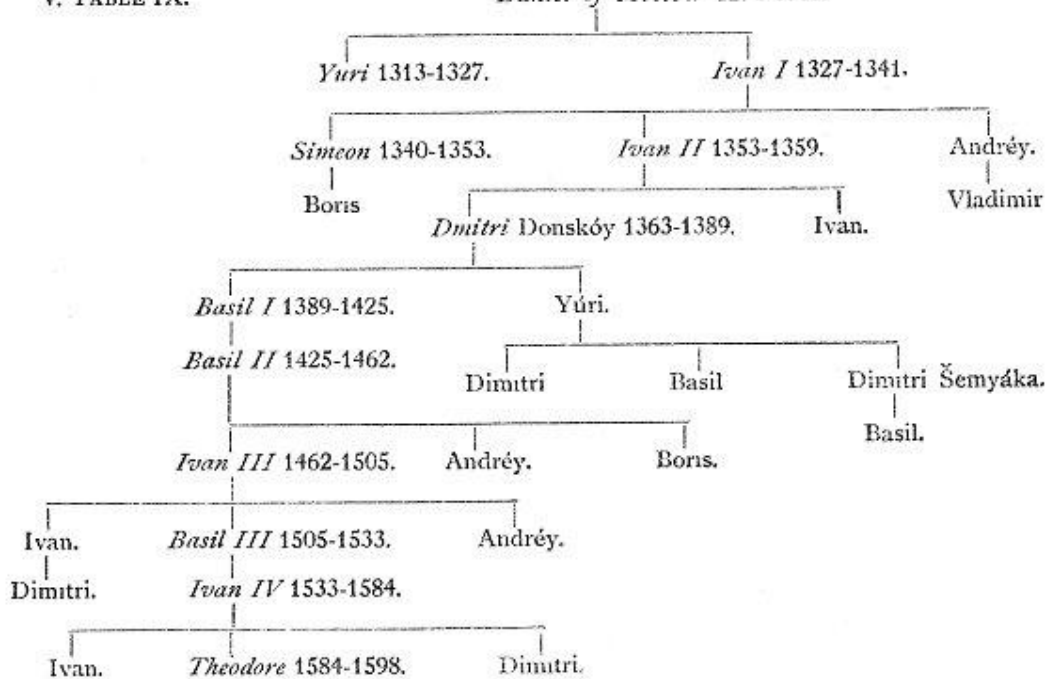 V. TABLE IX.
Yuri 1313-1327. Ivan I 1327-1341.
Simeon 1340-1353. Ivan II 1353-1359. Andréy.
Boris Vladimir
Dmitri Donskóy 1363-1389. Ivan.
Basil I 1389-1425. Yúri.
Basil II 1425-1462.
Dimitri Basil Dimitri Šemyáka.
Basil.
Ivan III 1462-1505. Andréy. Boris.
Ivan. Basil III 1505-1533. Andréy.
Dimitri. Ivan IV 1533-1584.
Ivan. Theodore 1584-1598. Dimitri.